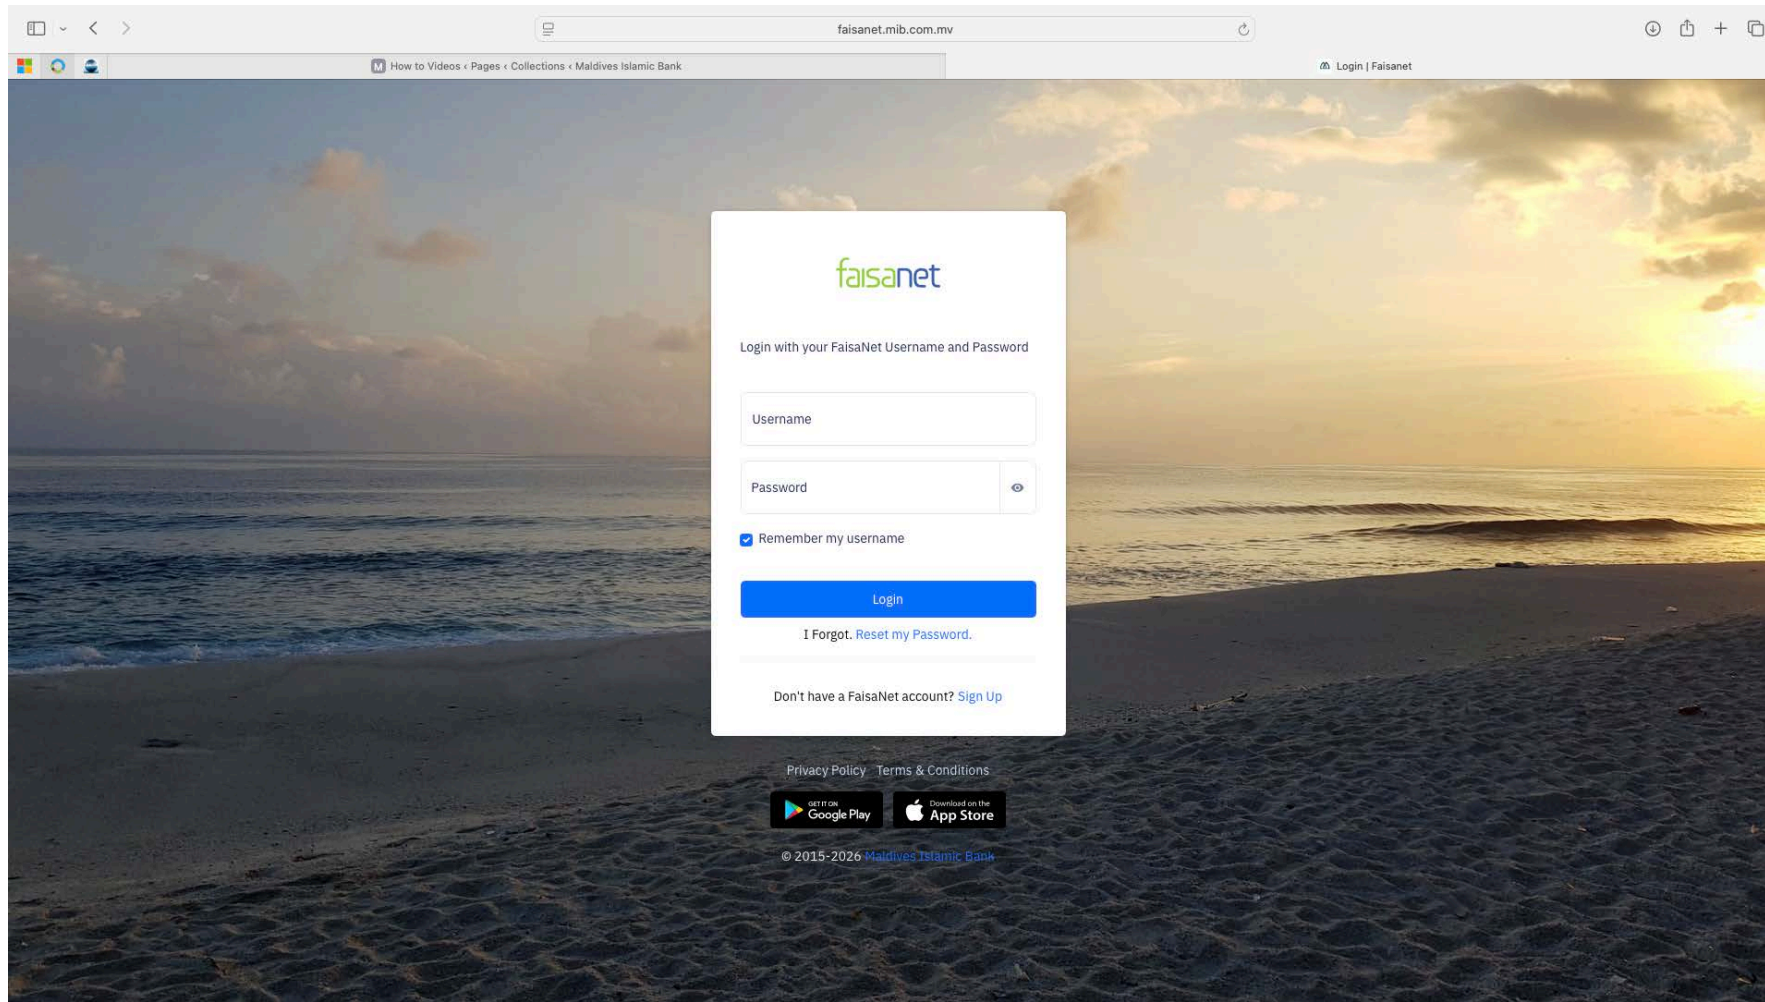 faisanet.mib.com.mv
M How to Videos ‹ Pages ‹ Collections ‹ Maldives Islamic Bank
Login | Faisanet
faisanet
Login with your FaisaNet Username and Password
Username
Password
Remember my username
Login
I Forgot. Reset my Password.
Don't have a FaisaNet account? Sign Up
Privacy Policy Terms & Conditions
GET IT ON
Google Play
Download on the
App Store
© 2015-2026 Maldives Islamic Bank